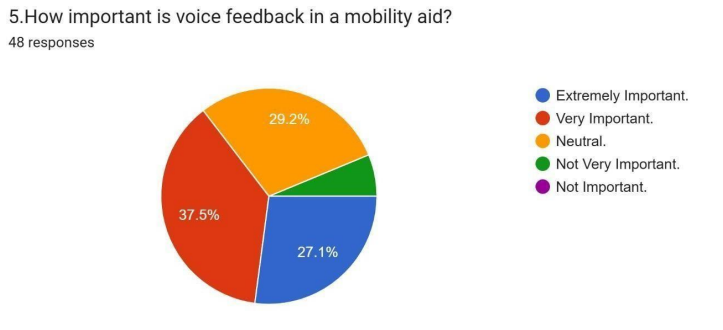 5.How important is voice feedback in a mobility aid?
48 responses
29.2%
37.5%
27.1%
Extremely Important.
Very Important.
Neutral.
Not Very Important.
Not Important.